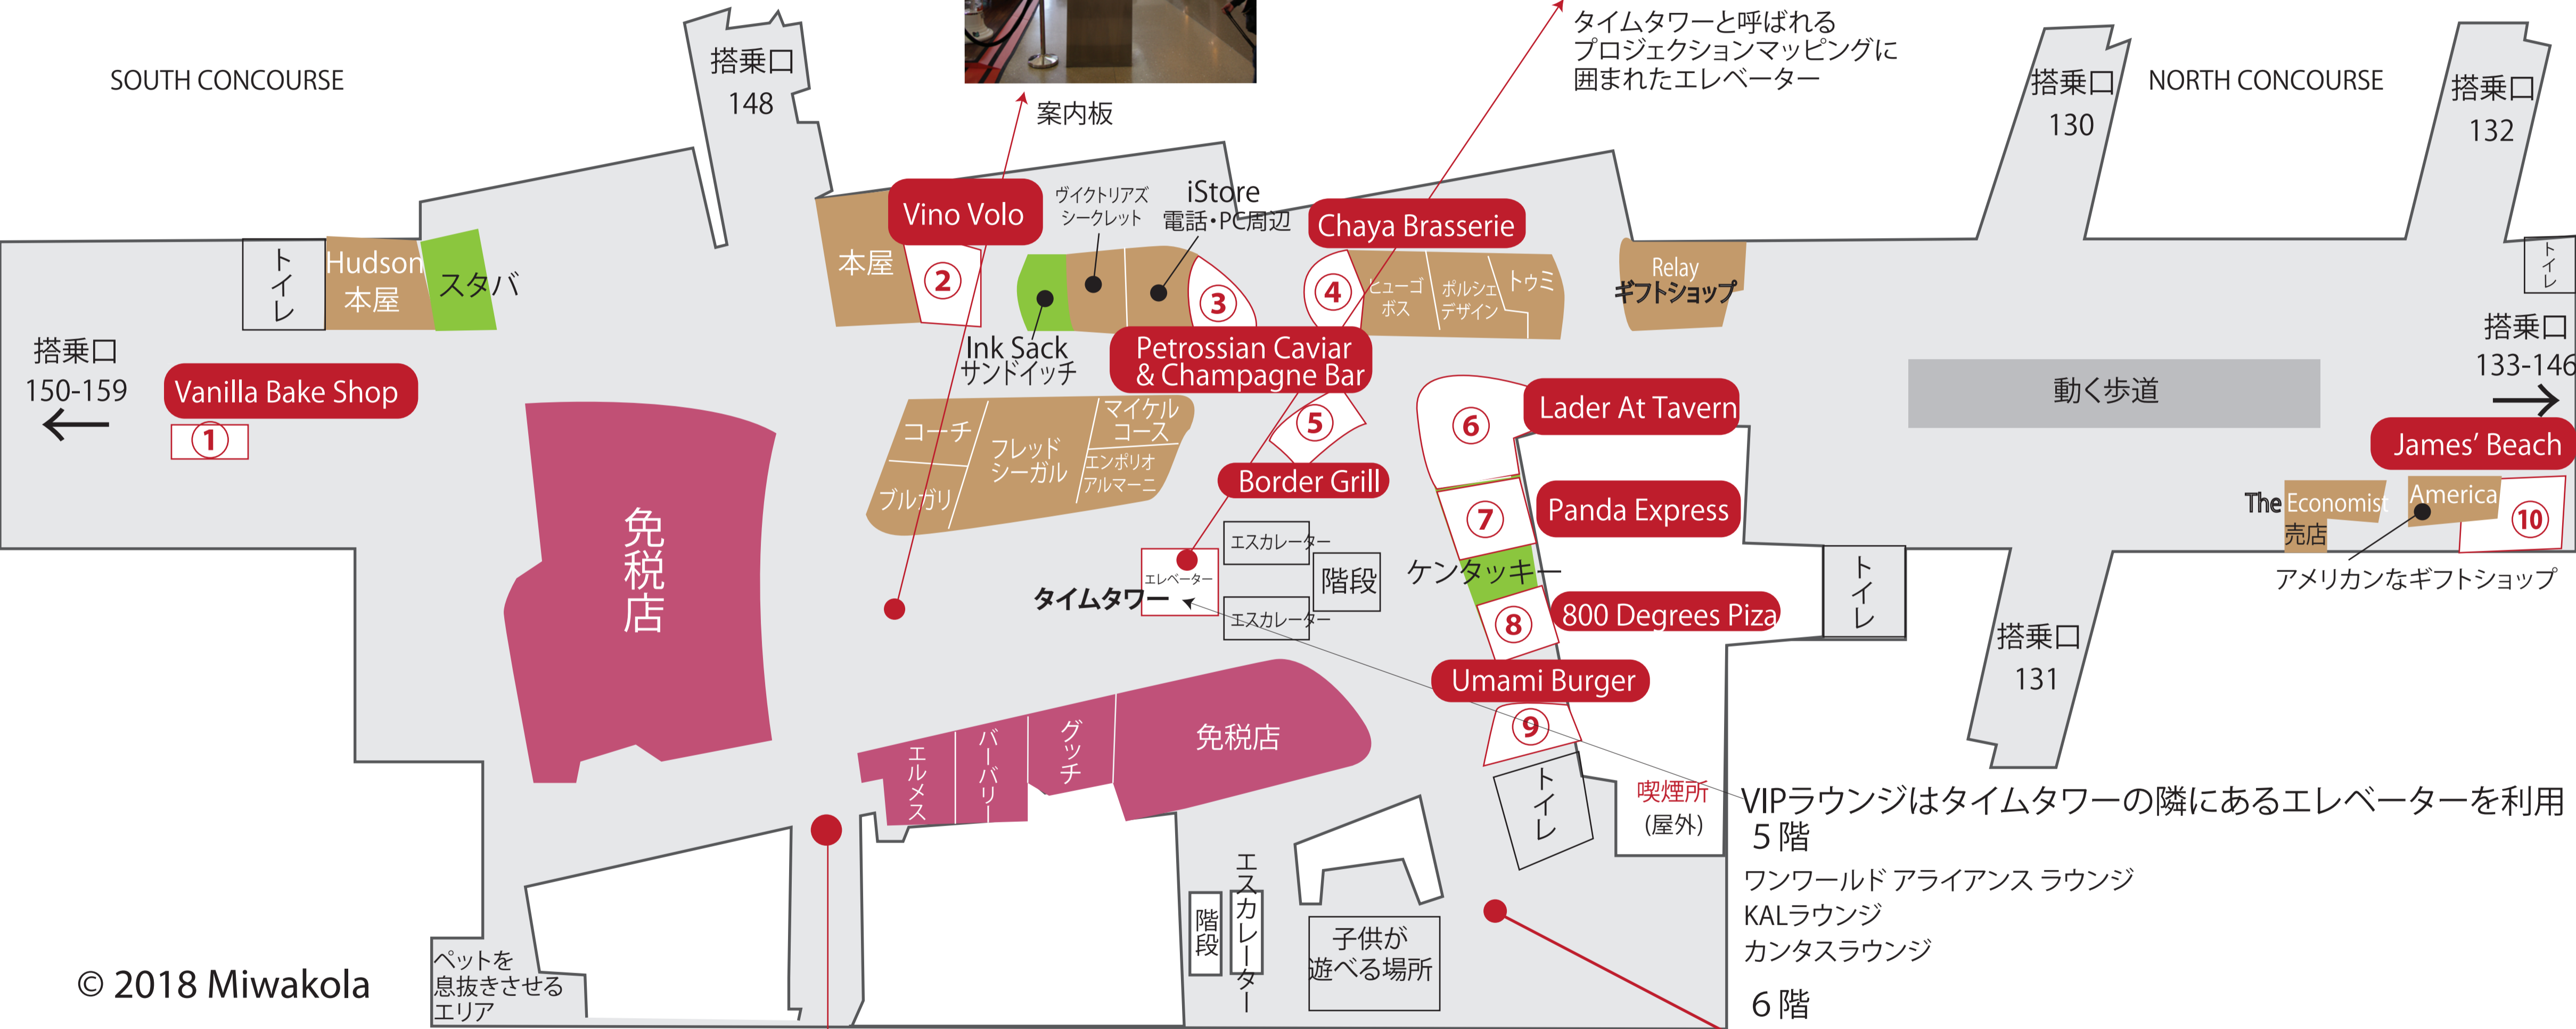 SOUTH CONCOURSE
搭乗口
148
案内板
タイムタワーと呼ばれる
プロジェクションマッピングに
囲まれたエレベーター
搭乗口
130
NORTH CONCOURSE
搭乗口
132
トイレ
Hudson
本屋
スタバ
本屋
Vino Volo
②
ヴイクトリアズ
シークレット
iStore
電話・PC周辺
③
Chaya Brasserie
④
ヒューゴ
ボス
ポルシェ
デザイン
トゥミ
Relay
ギフトショップ
トイレ
搭乗口
150-159
Vanilla Bake Shop
①
Ink Sack
サンドイッチ
Petrossian Caviar
& Champagne Bar
⑤
Border Grill
⑥
Lader At Tavern
動く歩道
搭乗口
133-146
James’ Beach
免税店
コーチ
ブルガリ
フレッド
シーガル
マイケル
コース
エンポリオ
アルマーニ
⑦
Panda Express
The Economist
売店
America
⑩
アメリカンなギフトショップ
エスカレーター
エレベーター
タイムタワー
階段
エスカレーター
ケンタッキー
⑧
800 Degrees Piza
トイレ
搭乗口
131
Umami Burger
⑨
エルメス
バーバリー
グッチ
免税店
トイレ
喫煙所
(屋外)
VIPラウンジはタイムタワーの隣にあるエレベーターを利用
5 階
ワンワールド アライアンス ラウンジ
KALラウンジ
カンタスラウンジ
6 階
階段
エスカレーター
子供が
遊べる場所
ペットを
息抜きさせる
エリア
© 2018 Miwakola